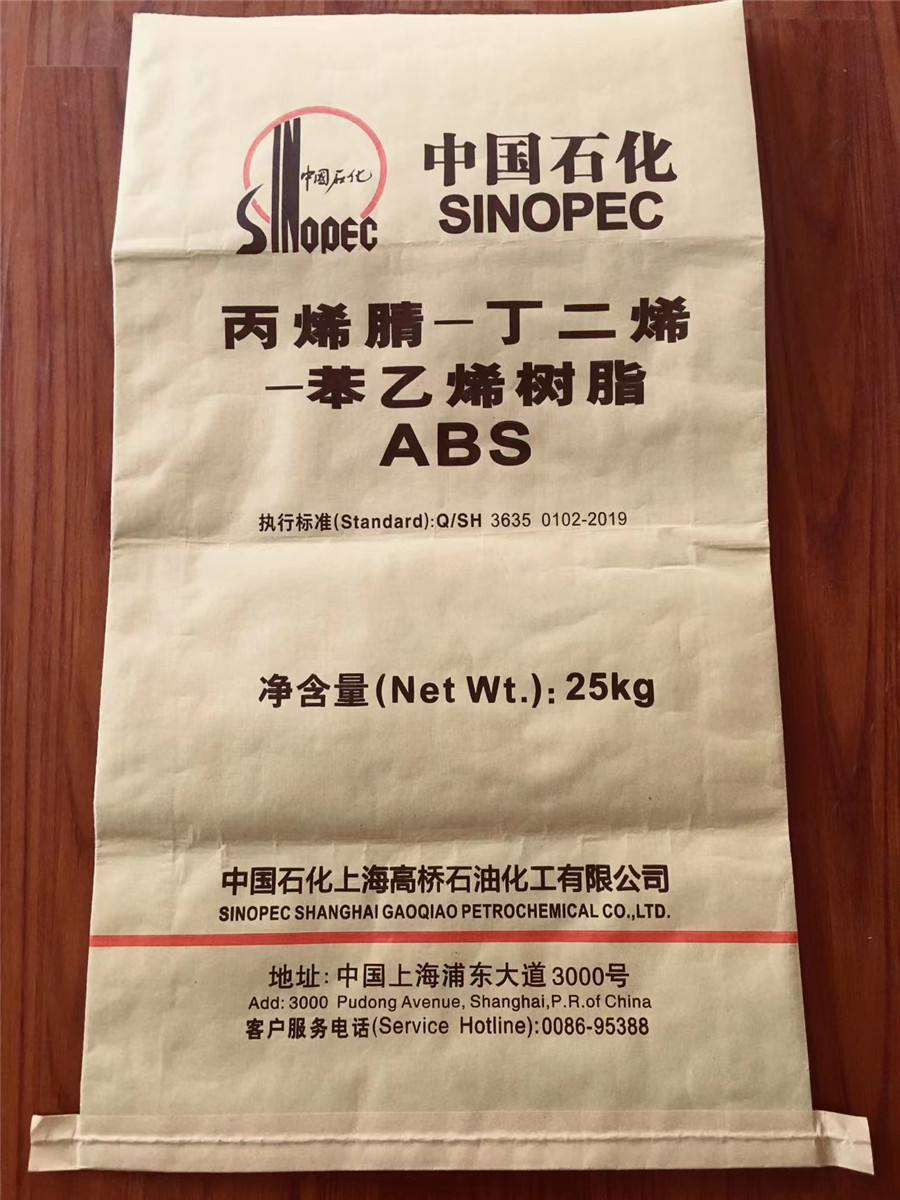 中国石化
SINOPEC
中国石化
SINOPEC
丙烯腈－丁二烯
－苯乙烯树脂
ABS
执行标准(Standard):Q/SH 3635 0102-2019
净含量(Net Wt.): 25kg
中国石化上海高桥石油化工有限公司
SINOPEC SHANGHAI GAOQIAO PETROCHEMICAL CO.,LTD.
地址: 中国上海浦东大道3000号
Add: 3000 Pudong Avenue, Shanghai,P.R.of China
客户服务电话(Service Hotline):0086-95388